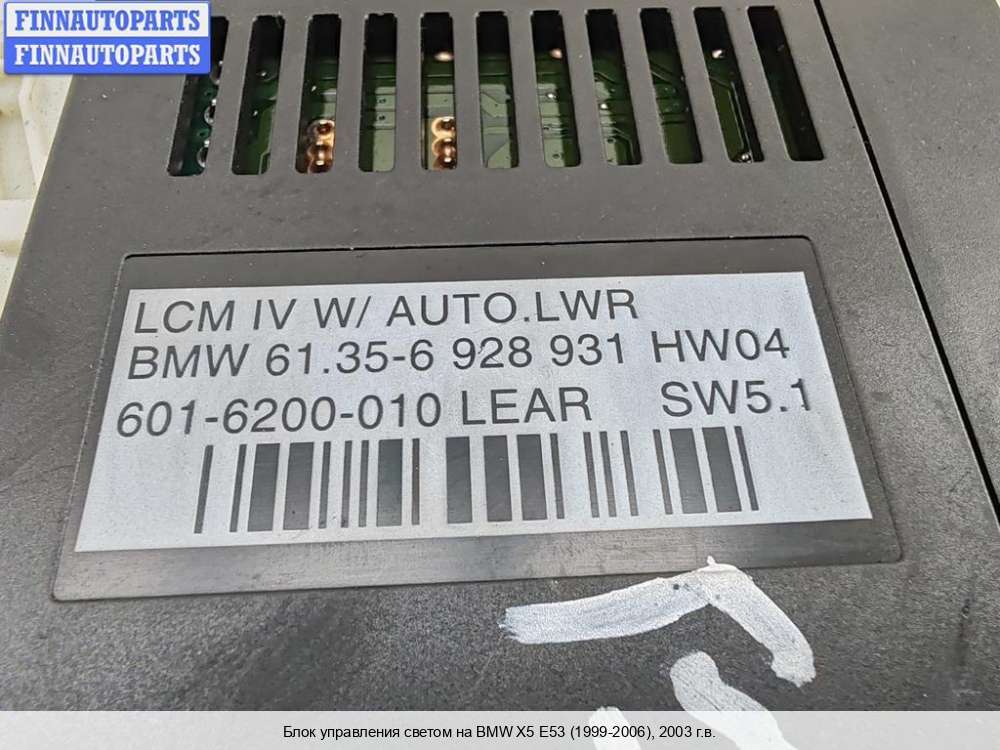 FINNAUTOPARTS
FINNAUTOPARTS
LCM IV W/ AUTO.LWR
BMW 61.35-6 928 931 HW04
601-6200-010 LEAR SW5.1
Блок управления светом на BMW X5 E53 (1999-2006), 2003 г.в.